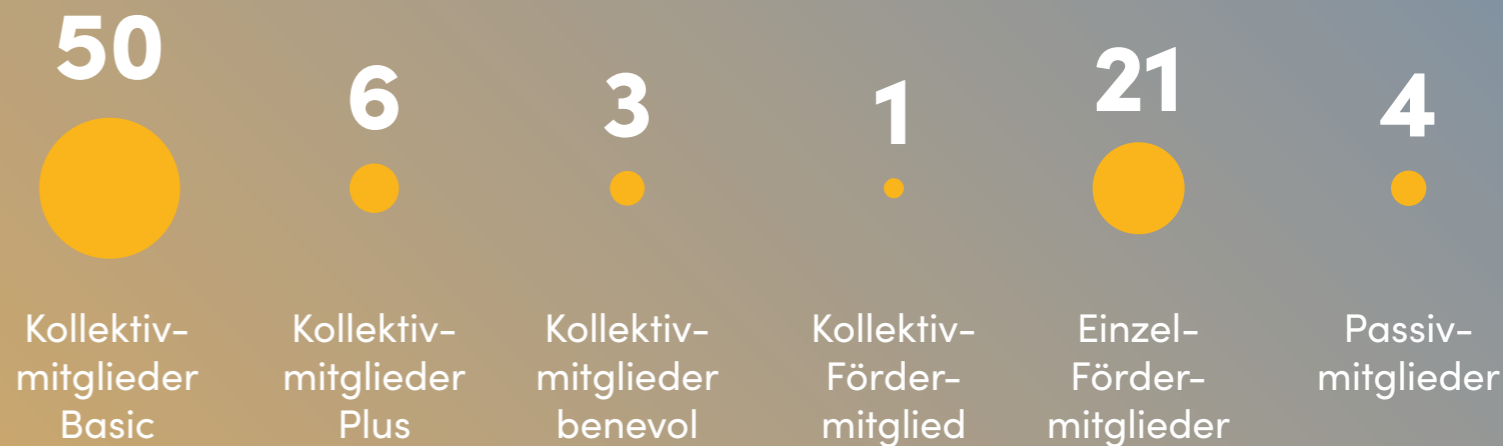 50
Kollektiv-
mitglieder
Basic
6
Kollektiv-
mitglieder
Plus
3
Kollektiv-
mitglieder
benevol
1
Kollektiv-
Förder-
mitglied
21
Einzel-
Förder-
mitglieder
4
Passiv-
mitglieder